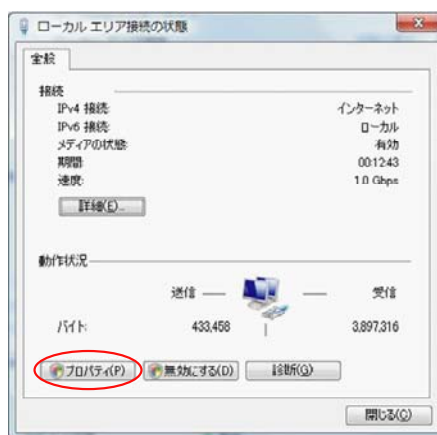 ローカル エリア接続の状態
全般
接続
IPv4 接続: インターネット
IPv6 接続: ローカル
メディアの状態: 有効
期間: 00:12:43
速度: 1.0 Gbps
詳細(E)...
動作状況
送信 受信
バイト: 433,458 3,897,316
プロパティ(P) 無効にする(D) 診断(G)
閉じる(C)